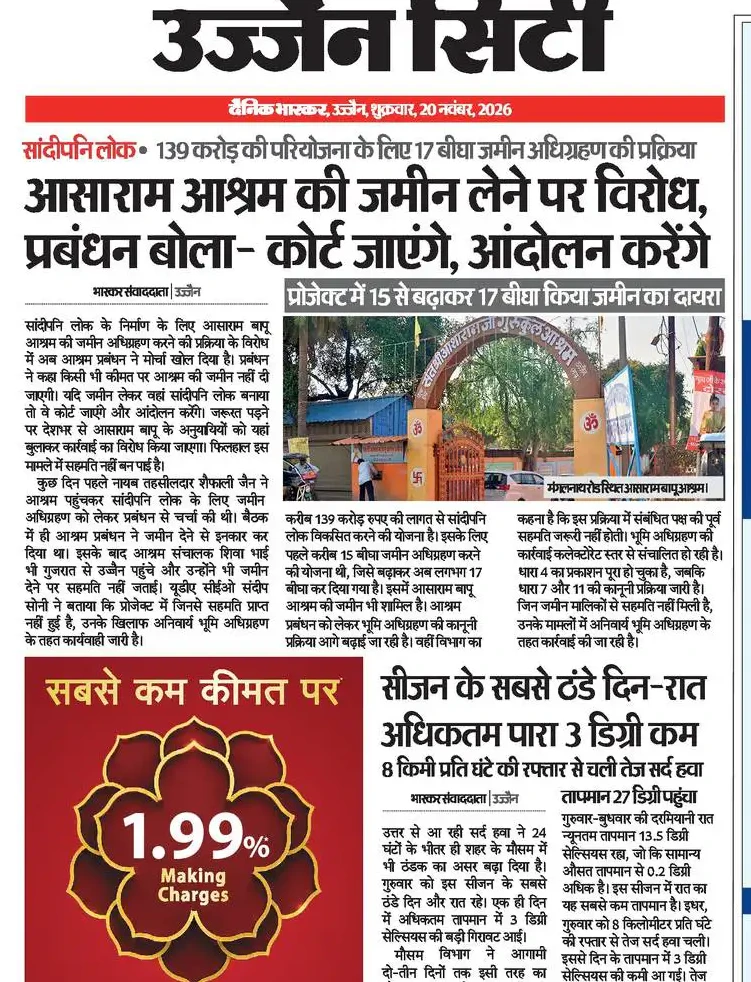 उज्जैन सिटी
दैनिक भास्कर, उज्जैन, शुक्रवार, 20 नवंबर, 2026
सांदीपनि लोक • 139 करोड़ की परियोजना के लिए 17 बीघा जमीन अधिग्रहण की प्रक्रिया
आसाराम आश्रम की जमीन लेने पर विरोध,
प्रबंधन बोला- कोर्ट जाएंगे, आंदोलन करेंगे
भास्कर संवाददाता | उज्जैन
सांदीपनि लोक के निर्माण के लिए आसाराम बापू
आश्रम की जमीन अधिग्रहण करने की प्रक्रिया के विरोध
में अब आश्रम प्रबंधन ने मोर्चा खोल दिया है। प्रबंधन
ने कहा किसी भी कीमत पर आश्रम की जमीन नहीं दी
जाएगी। यदि जमीन लेकर वहां सांदीपनि लोक बनाया
तो वे कोर्ट जाएंगे और आंदोलन करेंगे। जरूरत पड़ने
पर देशभर से आसाराम बापू के अनुयायियों को यहां
बुलाकर कार्रवाई का विरोध किया जाएगा। फिलहाल इस
मामले में सहमति नहीं बन पाई है।
कुछ दिन पहले नायब तहसीलदार शैफाली जैन ने
आश्रम पहुंचकर सांदीपनि लोक के लिए जमीन
अधिग्रहण को लेकर प्रबंधन से चर्चा की थी। बैठक
में ही आश्रम प्रबंधन ने जमीन देने से इनकार कर
दिया था। इसके बाद आश्रम संचालक शिवा भाई
भी गुजरात से उज्जैन पहुंचे और उन्होंने भी जमीन
देने पर सहमति नहीं जताई। यूडीए सीईओ संदीप
सोनी ने बताया कि प्रोजेक्ट में जिनसे सहमति प्राप्त
नहीं हुई है, उनके खिलाफ अनिवार्य भूमि अधिग्रहण
के तहत कार्यवाही जारी है।
प्रोजेक्ट में 15 से बढ़ाकर 17 बीघा किया जमीन का दायरा
संत श्री आशारामजी गुरुकुल आश्रम
ॐ
ॐ
मंगलनाथ रोड स्थित आसाराम बापू आश्रम।
करीब 139 करोड़ रुपए की लागत से सांदीपनि
लोक विकसित करने की योजना है। इसके लिए
पहले करीब 15 बीघा जमीन अधिग्रहण करने
की योजना थी, जिसे बढ़ाकर अब लगभग 17
बीघा कर दिया गया है। इसमें आसाराम बापू
आश्रम की जमीन भी शामिल है। आश्रम
प्रबंधन को लेकर भूमि अधिग्रहण की कानूनी
प्रक्रिया आगे बढ़ाई जा रही है। वहीं विभाग का
कहना है कि इस प्रक्रिया में संबंधित पक्ष की पूर्व
सहमति जरूरी नहीं होती। भूमि अधिग्रहण की
कार्रवाई कलेक्टोरेट स्तर से संचालित हो रही है।
धारा 4 का प्रकाशन पूरा हो चुका है, जबकि
धारा 7 और 11 की कानूनी प्रक्रिया जारी है।
जिन जमीन मालिकों से सहमति नहीं मिली है,
उनके मामलों में अनिवार्य भूमि अधिग्रहण के
तहत कार्रवाई की जा रही है।
सबसे कम कीमत पर
1.99%
Making
Charges
सीजन के सबसे ठंडे दिन-रात
अधिकतम पारा 3 डिग्री कम
8 किमी प्रति घंटे की रफ्तार से चली तेज सर्द हवा
भास्कर संवाददाता | उज्जैन
उत्तर से आ रही सर्द हवा ने 24
घंटों के भीतर ही शहर के मौसम में
भी ठंडक का असर बढ़ा दिया है।
गुरुवार को इस सीजन के सबसे
ठंडे दिन और रात रहे। एक ही दिन
में अधिकतम तापमान में 3 डिग्री
सेल्सियस की बड़ी गिरावट आई।
मौसम विभाग ने आगामी
दो-तीन दिनों तक इसी तरह का
तापमान 27 डिग्री पहुंचा
गुरुवार-बुधवार की दरमियानी रात
न्यूनतम तापमान 13.5 डिग्री
सेल्सियस रहा, जो कि सामान्य
औसत तापमान से 0.2 डिग्री
अधिक है। इस सीजन में रात का
यह सबसे कम तापमान है। इधर,
गुरुवार को 8 किलोमीटर प्रति घंटे
की रफ्तार से तेज सर्द हवा चली।
इससे दिन के तापमान में 3 डिग्री
सेल्सियस की कमी आ गई। तेज